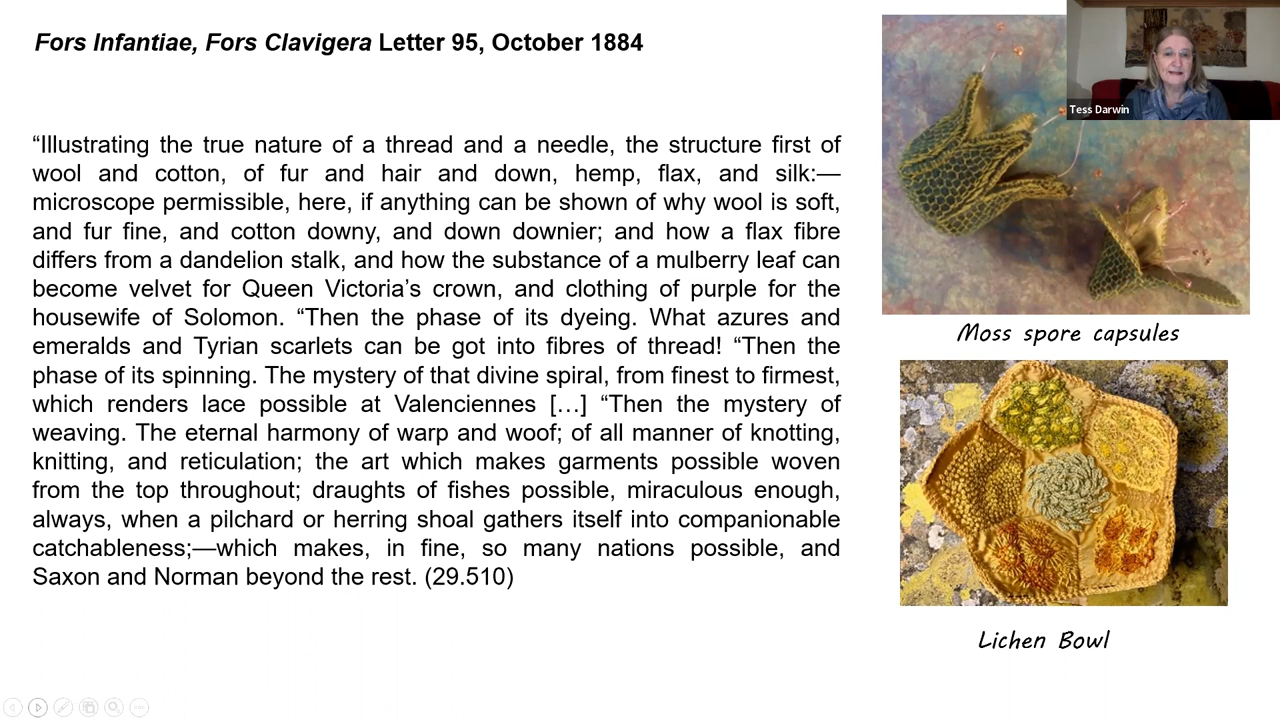 Fors Infantiae, Fors Clavigera Letter 95, October 1884
“Illustrating the true nature of a thread and a needle, the structure first of
wool and cotton, of fur and hair and down, hemp, flax, and silk:—
microscope permissible, here, if anything can be shown of why wool is soft,
and fur fine, and cotton downy, and down downier; and how a flax fibre
differs from a dandelion stalk, and how the substance of a mulberry leaf can
become velvet for Queen Victoria’s crown, and clothing of purple for the
housewife of Solomon. “Then the phase of its dyeing. What azures and
emeralds and Tyrian scarlets can be got into fibres of thread! “Then the
phase of its spinning. The mystery of that divine spiral, from finest to firmest,
which renders lace possible at Valenciennes […] “Then the mystery of
weaving. The eternal harmony of warp and woof; of all manner of knotting,
knitting, and reticulation; the art which makes garments possible woven
from the top throughout; draughts of fishes possible, miraculous enough,
always, when a pilchard or herring shoal gathers itself into companionable
catchableness;—which makes, in fine, so many nations possible, and
Saxon and Norman beyond the rest. (29.510)
Tess Darwin
Moss spore capsules
Lichen Bowl